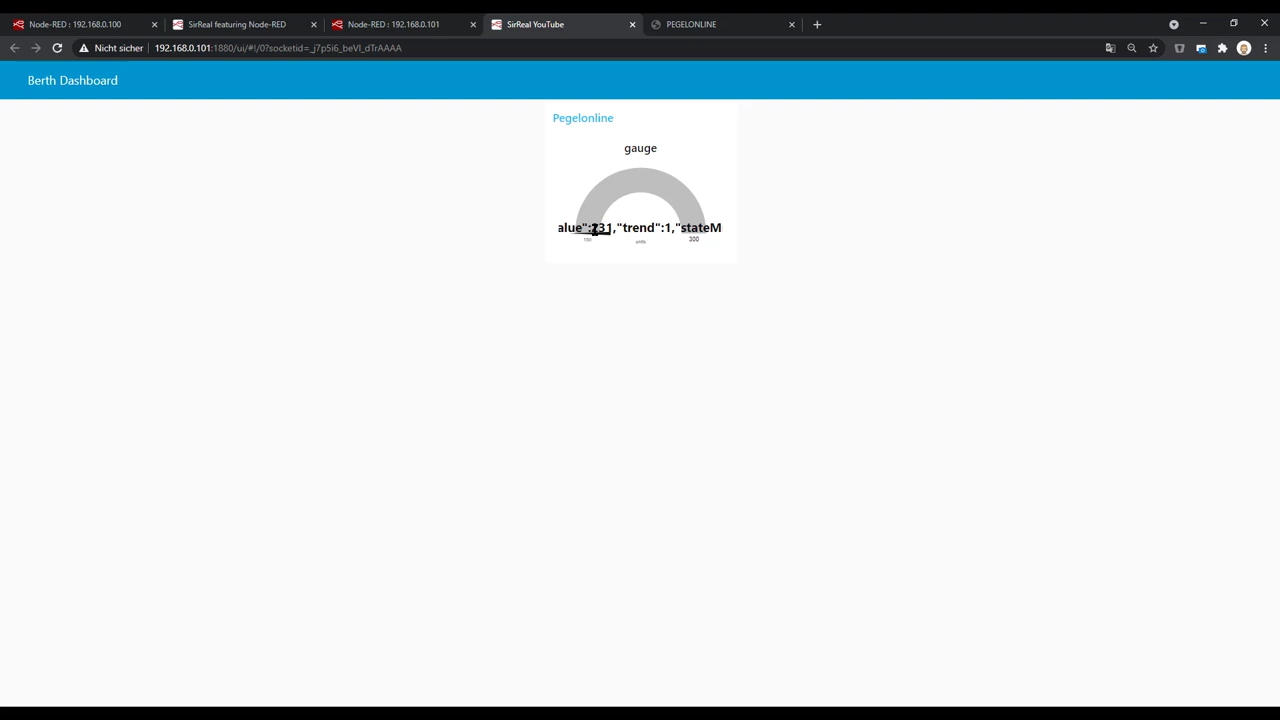 Node-RED : 192.168.0.100
SirReal featuring Node-RED
Node-RED : 192.168.0.101
SirReal YouTube
PEGELONLINE
Nicht sicher
192.168.0.101:1880/ui/#!/0?socketid=_j7p5i6_beVl_dTrAAAA
Berth Dashboard
Pegelonline
gauge
alue":231,"trend":1,"stateM
150 units 300